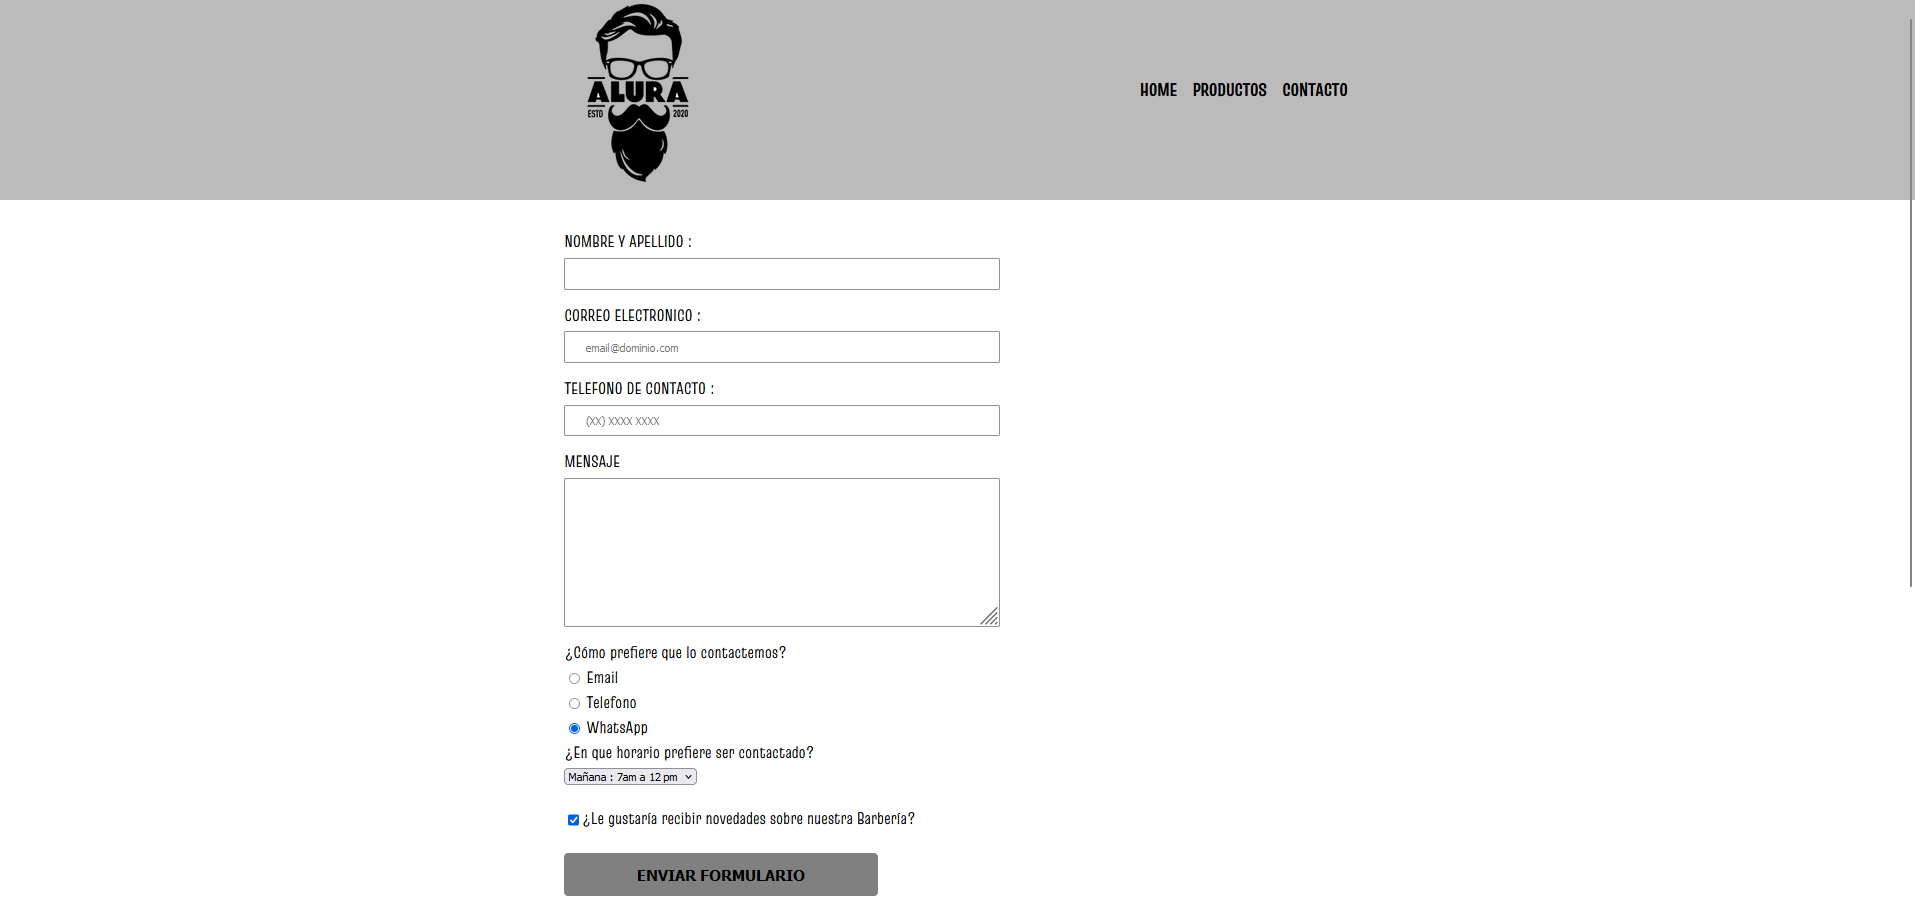 ALURA
ESTD 2020
HOME PRODUCTOS CONTACTO
NOMBRE Y APELLIDO :
CORREO ELECTRONICO :
email@dominio.com
TELEFONO DE CONTACTO :
(XX) XXXX XXXX
MENSAJE
¿Cómo prefiere que lo contactemos?
Email
Telefono
WhatsApp
¿En que horario prefiere ser contactado?
Mañana : 7am a 12 pm
¿Le gustaría recibir novedades sobre nuestra Barbería?
ENVIAR FORMULARIO